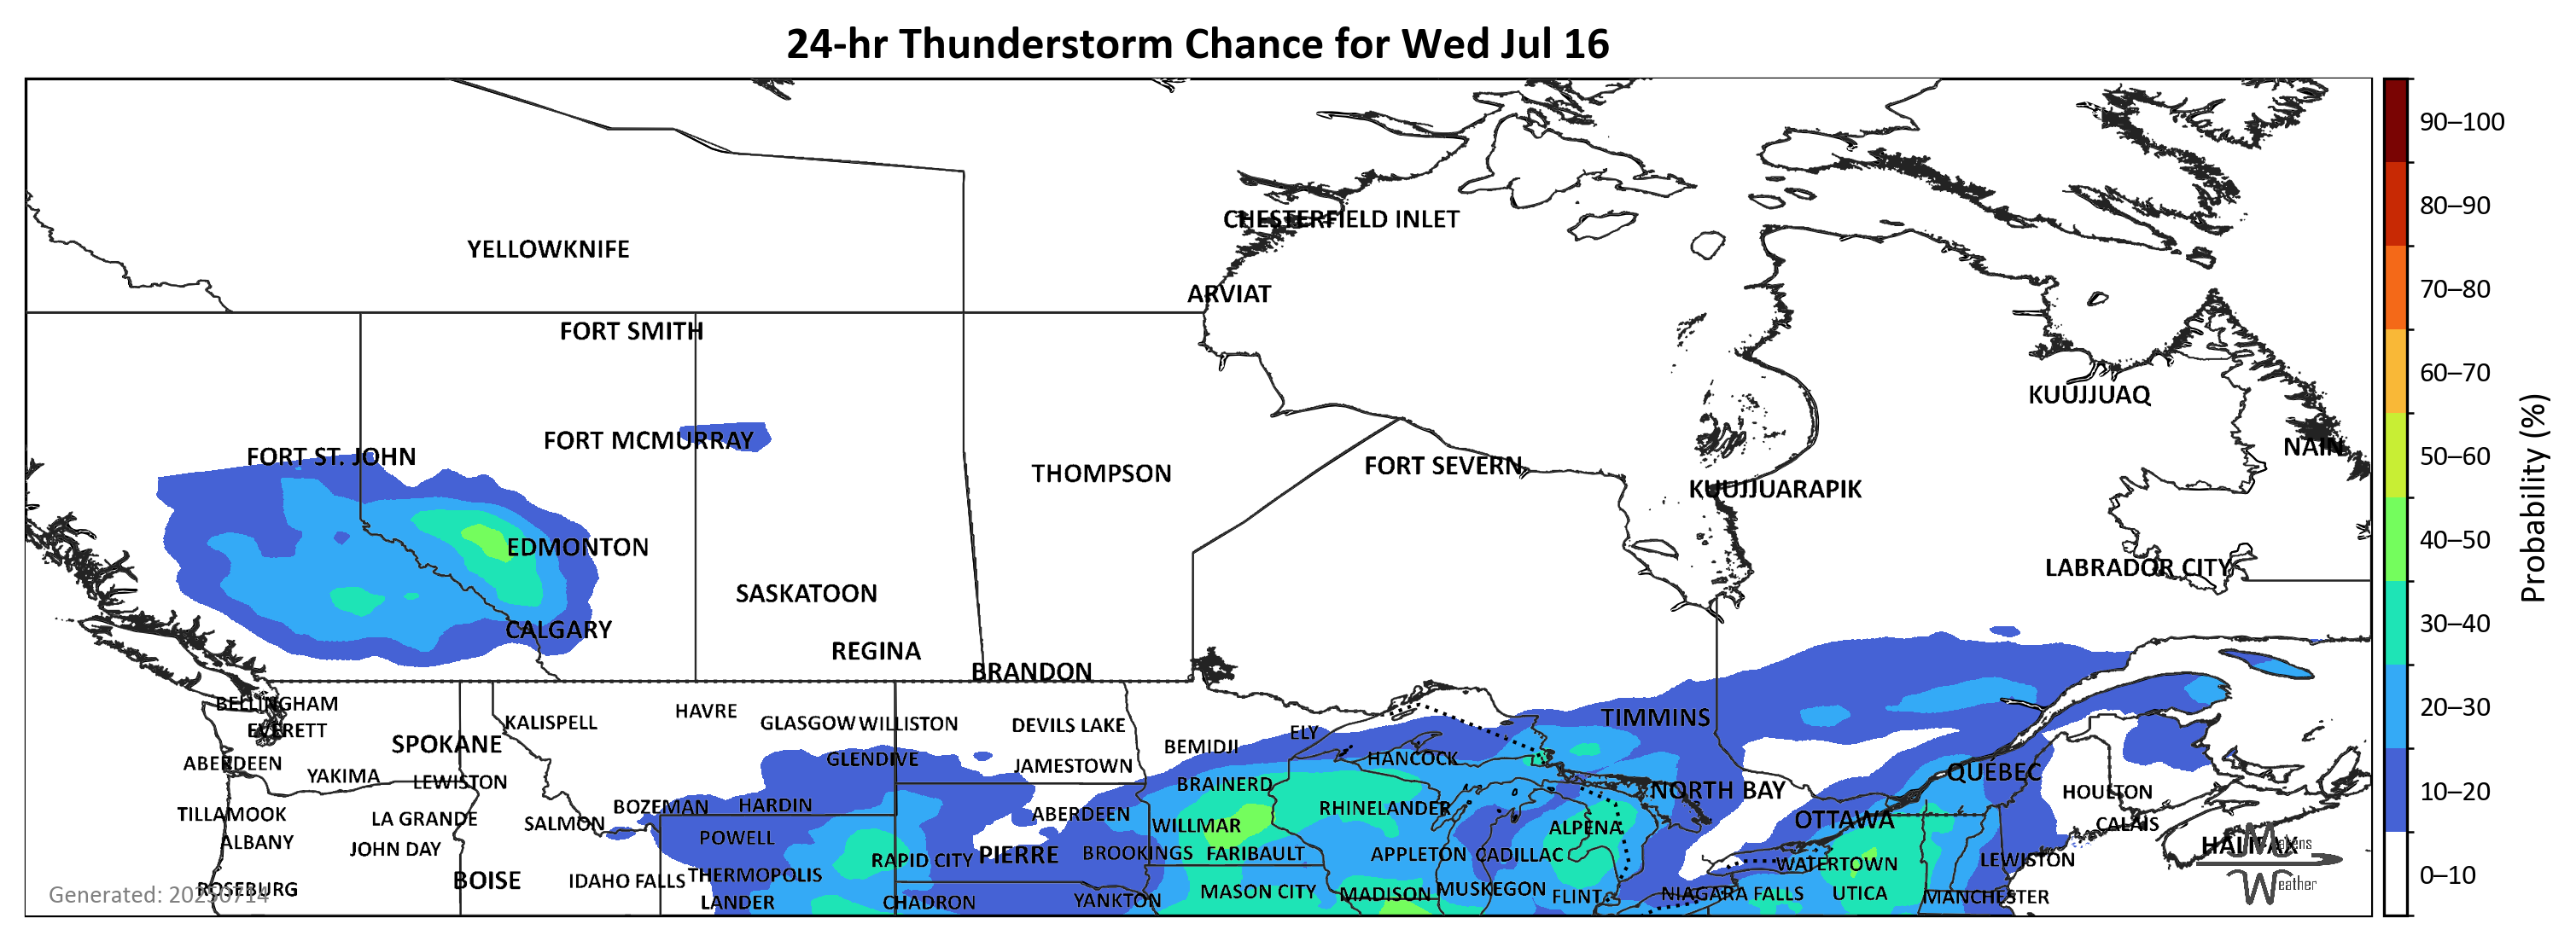 24-hr Thunderstorm Chance for Wed Jul 16
90–100
80–90
70–80
60–70
50–60
40–50
30–40
20–30
10–20
0–10
Probability (%)
CHESTERFIELD INLET
YELLOWKNIFE
ARVIAT
FORT SMITH
KUUJJUAQ
FORT MCMURRAY
NAIN
FORT ST. JOHN
FORT SEVERN
THOMPSON
KUUJJUARAPIK
EDMONTON
LABRADOR CITY
SASKATOON
CALGARY
REGINA
BRANDON
BELLINGHAM
HAVRE
TIMMINS
KALISPELL
GLASGOW
WILLISTON
DEVILS LAKE
EVERETT
ELY
SPOKANE
BEMIDJI
GLENDIVE
HANCOCK
ABERDEEN
JAMESTOWN
QUÉBEC
YAKIMA
LEWISTON
BRAINERD
NORTH BAY
HOULTON
BOZEMAN
HARDIN
RHINELANDER
TILLAMOOK
LA GRANDE
SALMON
ABERDEEN
WILLMAR
ALPENA
OTTAWA
CALAIS
ALBANY
JOHN DAY
POWELL
HALIFAX
Makens
Weather
RAPID CITY
PIERRE
BROOKINGS
FARIBAULT
APPLETON
CADILLAC
WATERTOWN
LEWISTON
BOISE
IDAHO FALLS
THERMOPOLIS
ROSEBURG
Generated: 20250714
LANDER
CHADRON
YANKTON
MASON CITY
MADISON
MUSKEGON
FLINT
NIAGARA FALLS
UTICA
MANCHESTER